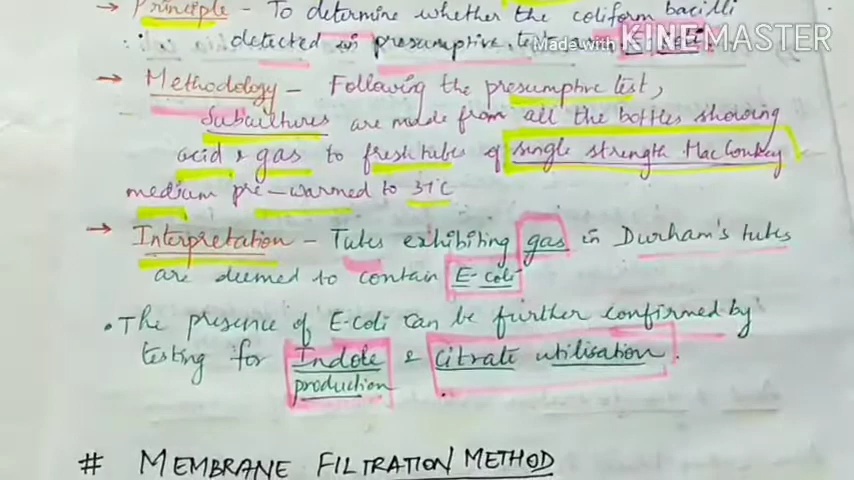 → Principle - To determine whether the coliform bacilli
detected in presumptive test are E-coli.
Made with KINEMASTER
→ Methodology - Following the presumptive test,
Subcultures are made from all the bottles showing
acid & gas to fresh tubes of single strength MacConkey
medium pre-warmed to 37°C
→ Interpretation - Tubes exhibiting gas in Durham's tubes
are deemed to contain E-coli
• The presence of E-coli can be further confirmed by
testing for Indole & citrate utilisation.
production
# MEMBRANE FILTRATION METHOD